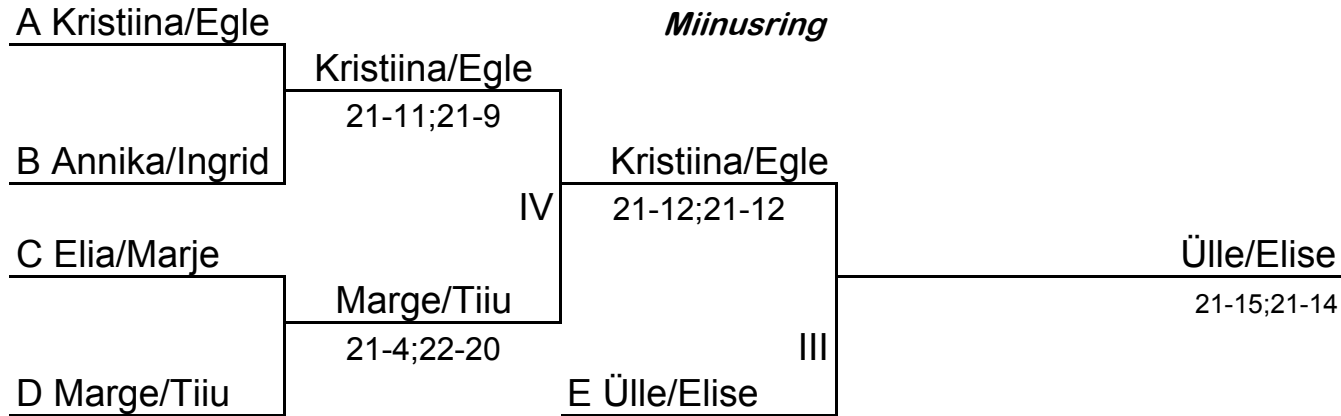 A Kristiina/Egle
Miinusring
Kristiina/Egle
21-11;21-9
B Annika/Ingrid
Kristiina/Egle
IV
21-12;21-12
C Elia/Marje
Ülle/Elise
Marge/Tiiu
21-15;21-14
21-4;22-20
III
D Marge/Tiiu
E Ülle/Elise